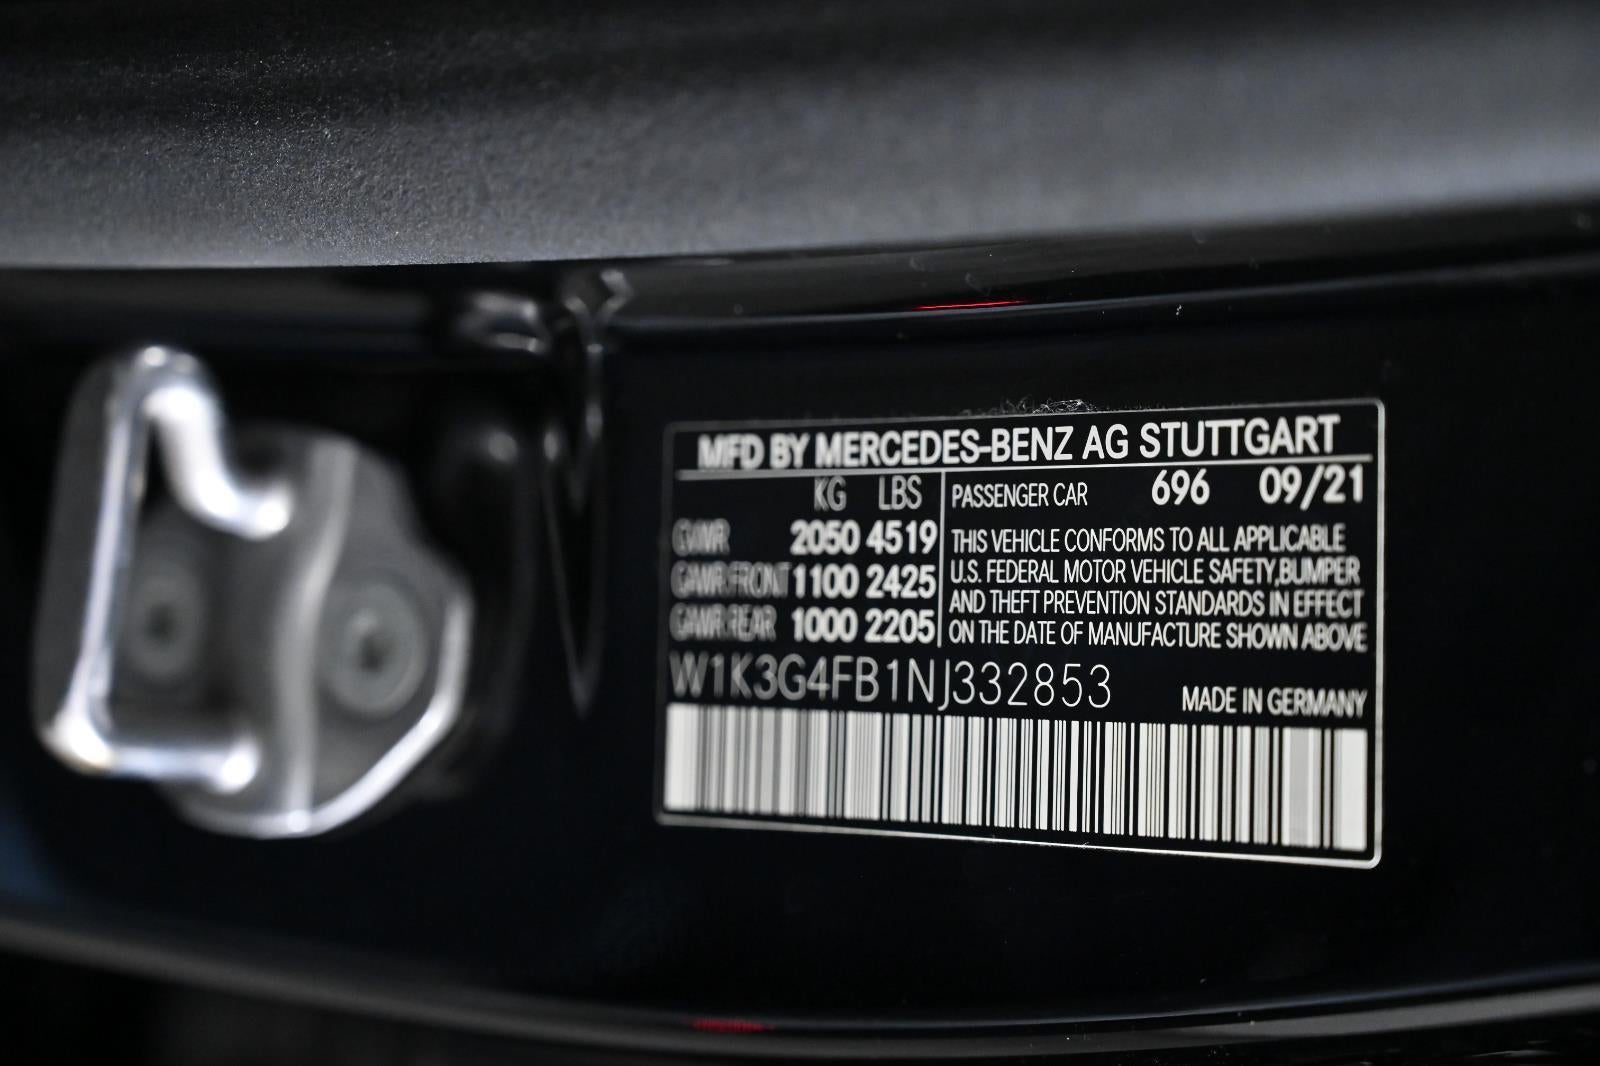 MFD BY MERCEDES-BENZ AG STUTTGART
KG LBS
GVWR 2050 4519
GAWR FRONT 1100 2425
GAWR REAR 1000 2205
PASSENGER CAR 696 09/21
THIS VEHICLE CONFORMS TO ALL APPLICABLE
U.S. FEDERAL MOTOR VEHICLE SAFETY,BUMPER
AND THEFT PREVENTION STANDARDS IN EFFECT
ON THE DATE OF MANUFACTURE SHOWN ABOVE
W1K3G4FB1NJ332853
MADE IN GERMANY